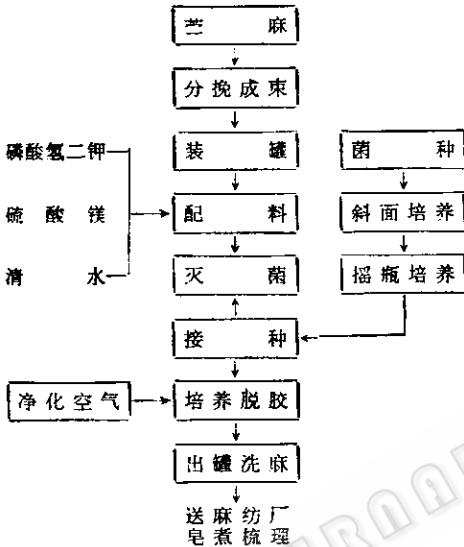 苎麻
分挽成束
磷酸氢二钾
装罐
菌种
硫酸镁
配料
斜面培养
清水
灭菌
摇瓶培养
接种
净化空气
培养脱胶
出罐洗麻
送麻纺厂
皂煮梳理